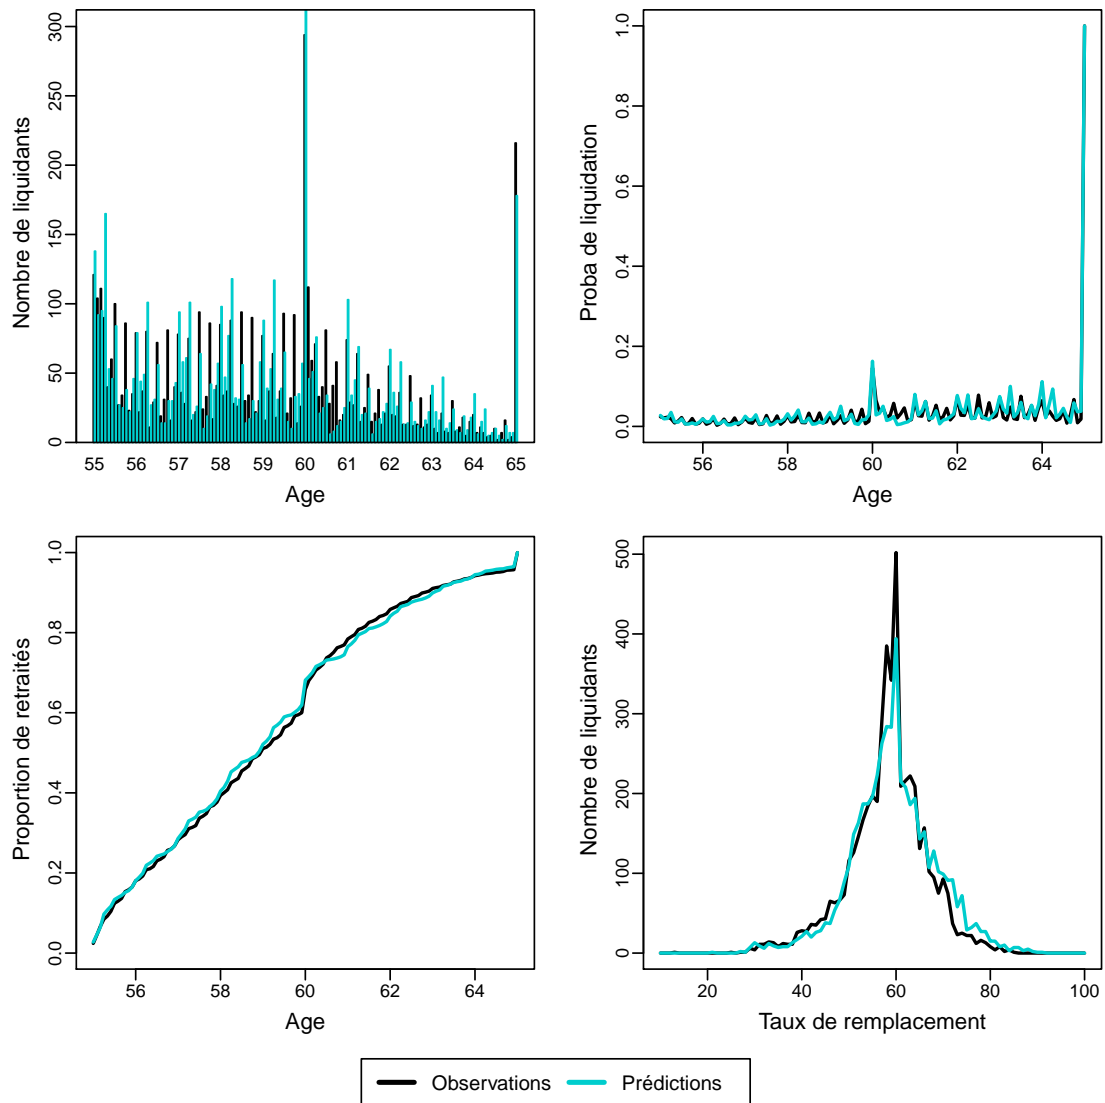 Nombre de liquidants
0 50 100 150 200 250 300
55 56 57 58 59 60 61 62 63 64 65
Age
Proba de liquidation
0.0 0.2 0.4 0.6 0.8 1.0
56 58 60 62 64
Age
Proportion de retraités
0.0 0.2 0.4 0.6 0.8 1.0
56 58 60 62 64
Age
Nombre de liquidants
0 100 200 300 400 500
20 40 60 80 100
Taux de remplacement
Observations Prédictions